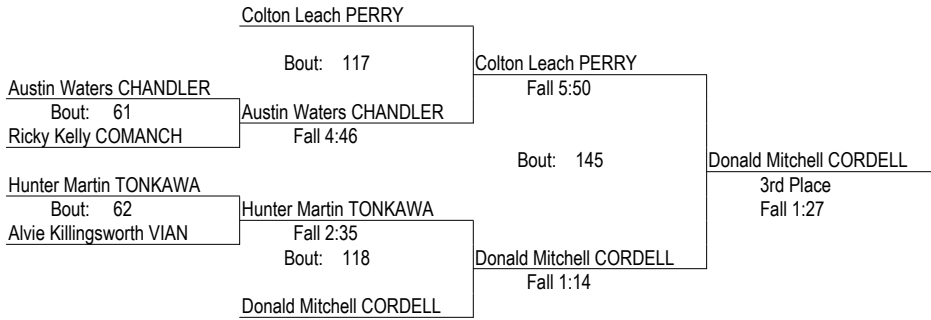 Colton Leach PERRY
Bout: 117
Colton Leach PERRY
Fall 5:50
Austin Waters CHANDLER
Bout: 61
Austin Waters CHANDLER
Ricky Kelly COMANCH
Fall 4:46
Bout: 145
Donald Mitchell CORDELL
3rd Place
Fall 1:27
Hunter Martin TONKAWA
Bout: 62
Hunter Martin TONKAWA
Alvie Killingsworth VIAN
Fall 2:35
Bout: 118
Donald Mitchell CORDELL
Fall 1:14
Donald Mitchell CORDELL